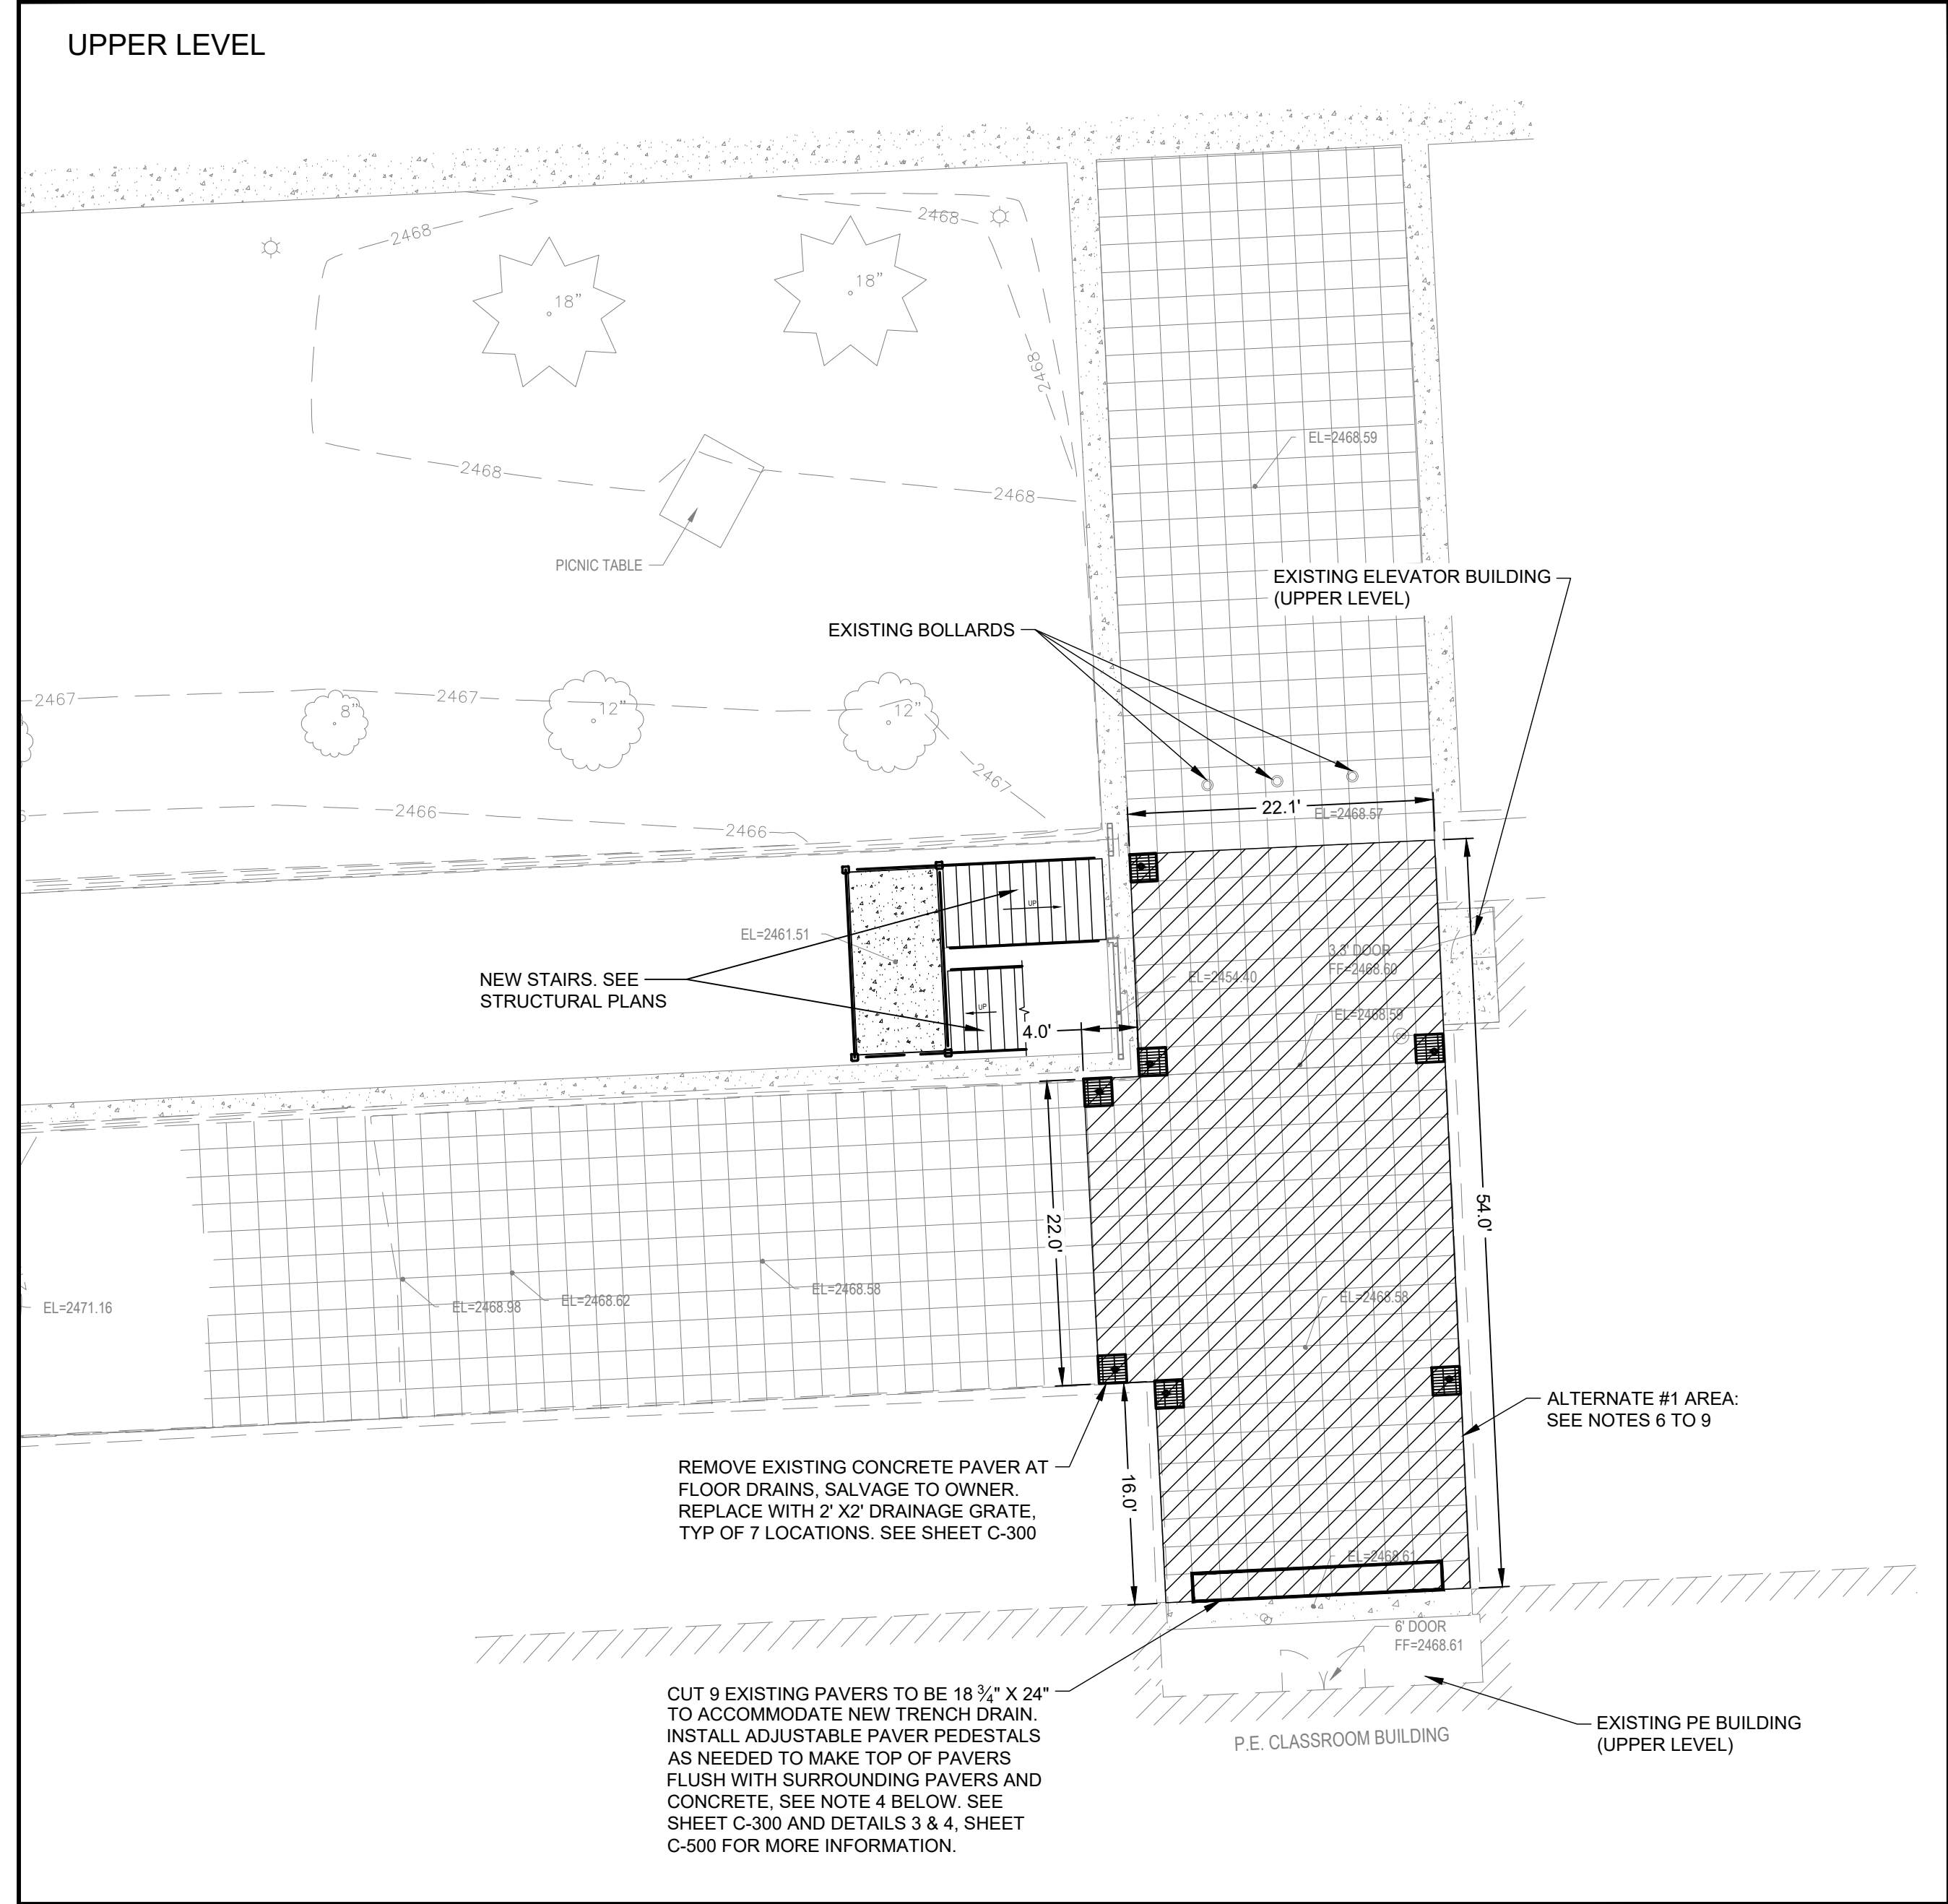 UPPER LEVEL
2468
2468
18”
18”
2468
EL=2468.59
2468
2468
PICNIC TABLE
EXISTING ELEVATOR BUILDING
(UPPER LEVEL)
EXISTING BOLLARDS
2467
2467
8”
12”
12”
2467
22.1'
EL=2468.57
2466
2466
UP
EL=2461.51
3.3' DOOR
FF=2468.60
NEW STAIRS. SEE
STRUCTURAL PLANS
EL=2454.40
UP
EL=2468.59
4.0'
22.0'
54.0'
EL=2471.16
EL=2468.98
EL=2468.62
EL=2468.58
EL=2468.58
ALTERNATE #1 AREA:
SEE NOTES 6 TO 9
REMOVE EXISTING CONCRETE PAVER AT
FLOOR DRAINS, SALVAGE TO OWNER.
REPLACE WITH 2' X2' DRAINAGE GRATE,
TYP OF 7 LOCATIONS. SEE SHEET C-300
16.0'
EL=2468.61
6' DOOR
FF=2468.61
CUT 9 EXISTING PAVERS TO BE 18 ¾" X 24"
TO ACCOMMODATE NEW TRENCH DRAIN.
INSTALL ADJUSTABLE PAVER PEDESTALS
AS NEEDED TO MAKE TOP OF PAVERS
FLUSH WITH SURROUNDING PAVERS AND
CONCRETE, SEE NOTE 4 BELOW. SEE
SHEET C-300 AND DETAILS 3 & 4, SHEET
C-500 FOR MORE INFORMATION.
P.E. CLASSROOM BUILDING
EXISTING PE BUILDING
(UPPER LEVEL)